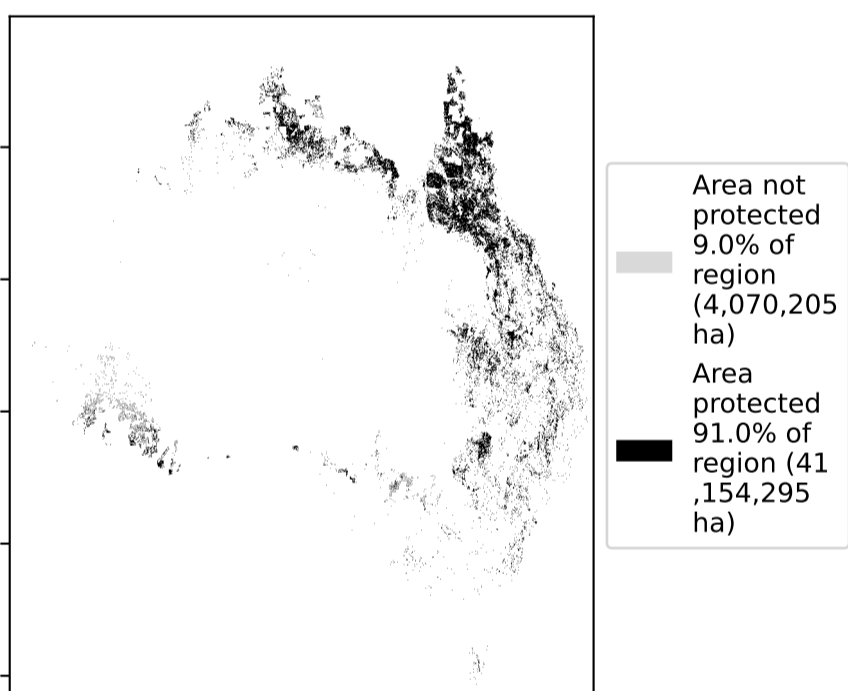 Area not
protected
9.0% of
region
(4,070,205
ha)
Area
protected
91.0% of
region (41
,154,295
ha)